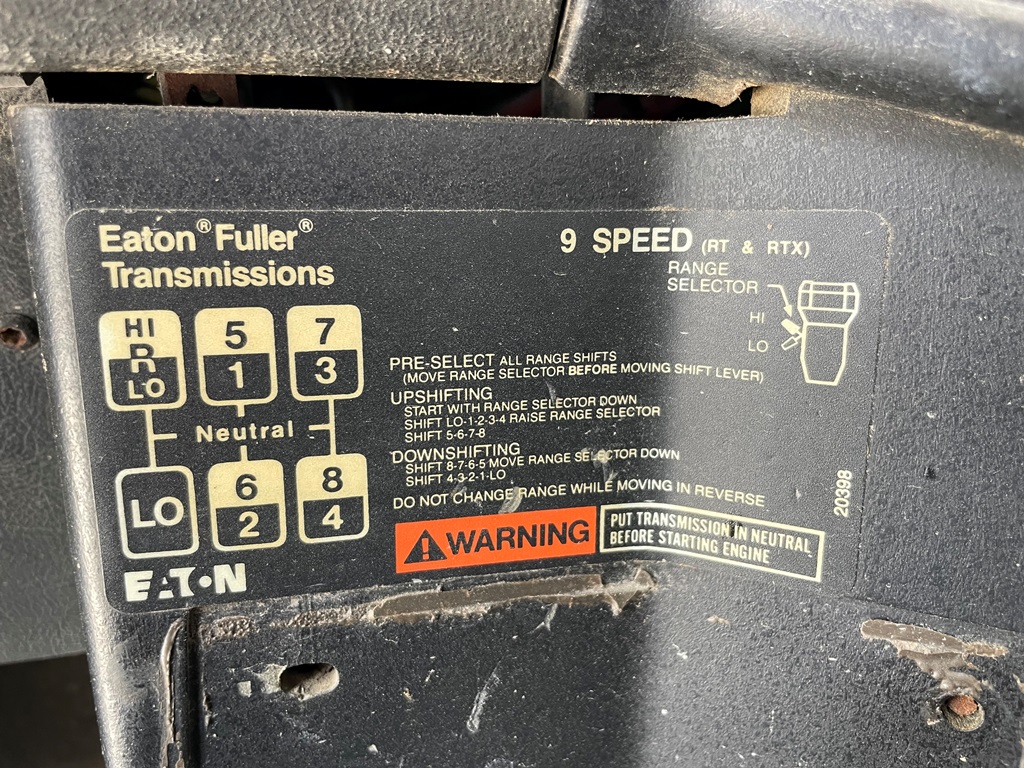 Eaton® Fuller®
Transmissions
9 SPEED (RT & RTX)
RANGE
SELECTOR
HI
LO
HI
R
LO
5
1
7
3
Neutral
LO
6
2
8
4
EATON
PRE-SELECT ALL RANGE SHIFTS
(MOVE RANGE SELECTOR BEFORE MOVING SHIFT LEVER)
UPSHIFTING
START WITH RANGE SELECTOR DOWN
SHIFT LO-1-2-3-4 RAISE RANGE SELECTOR
SHIFT 5-6-7-8
DOWNSHIFTING
SHIFT 8-7-6-5 MOVE RANGE SELECTOR DOWN
SHIFT 4-3-2-1-LO
DO NOT CHANGE RANGE WHILE MOVING IN REVERSE
WARNING
PUT TRANSMISSION IN NEUTRAL
BEFORE STARTING ENGINE
20398